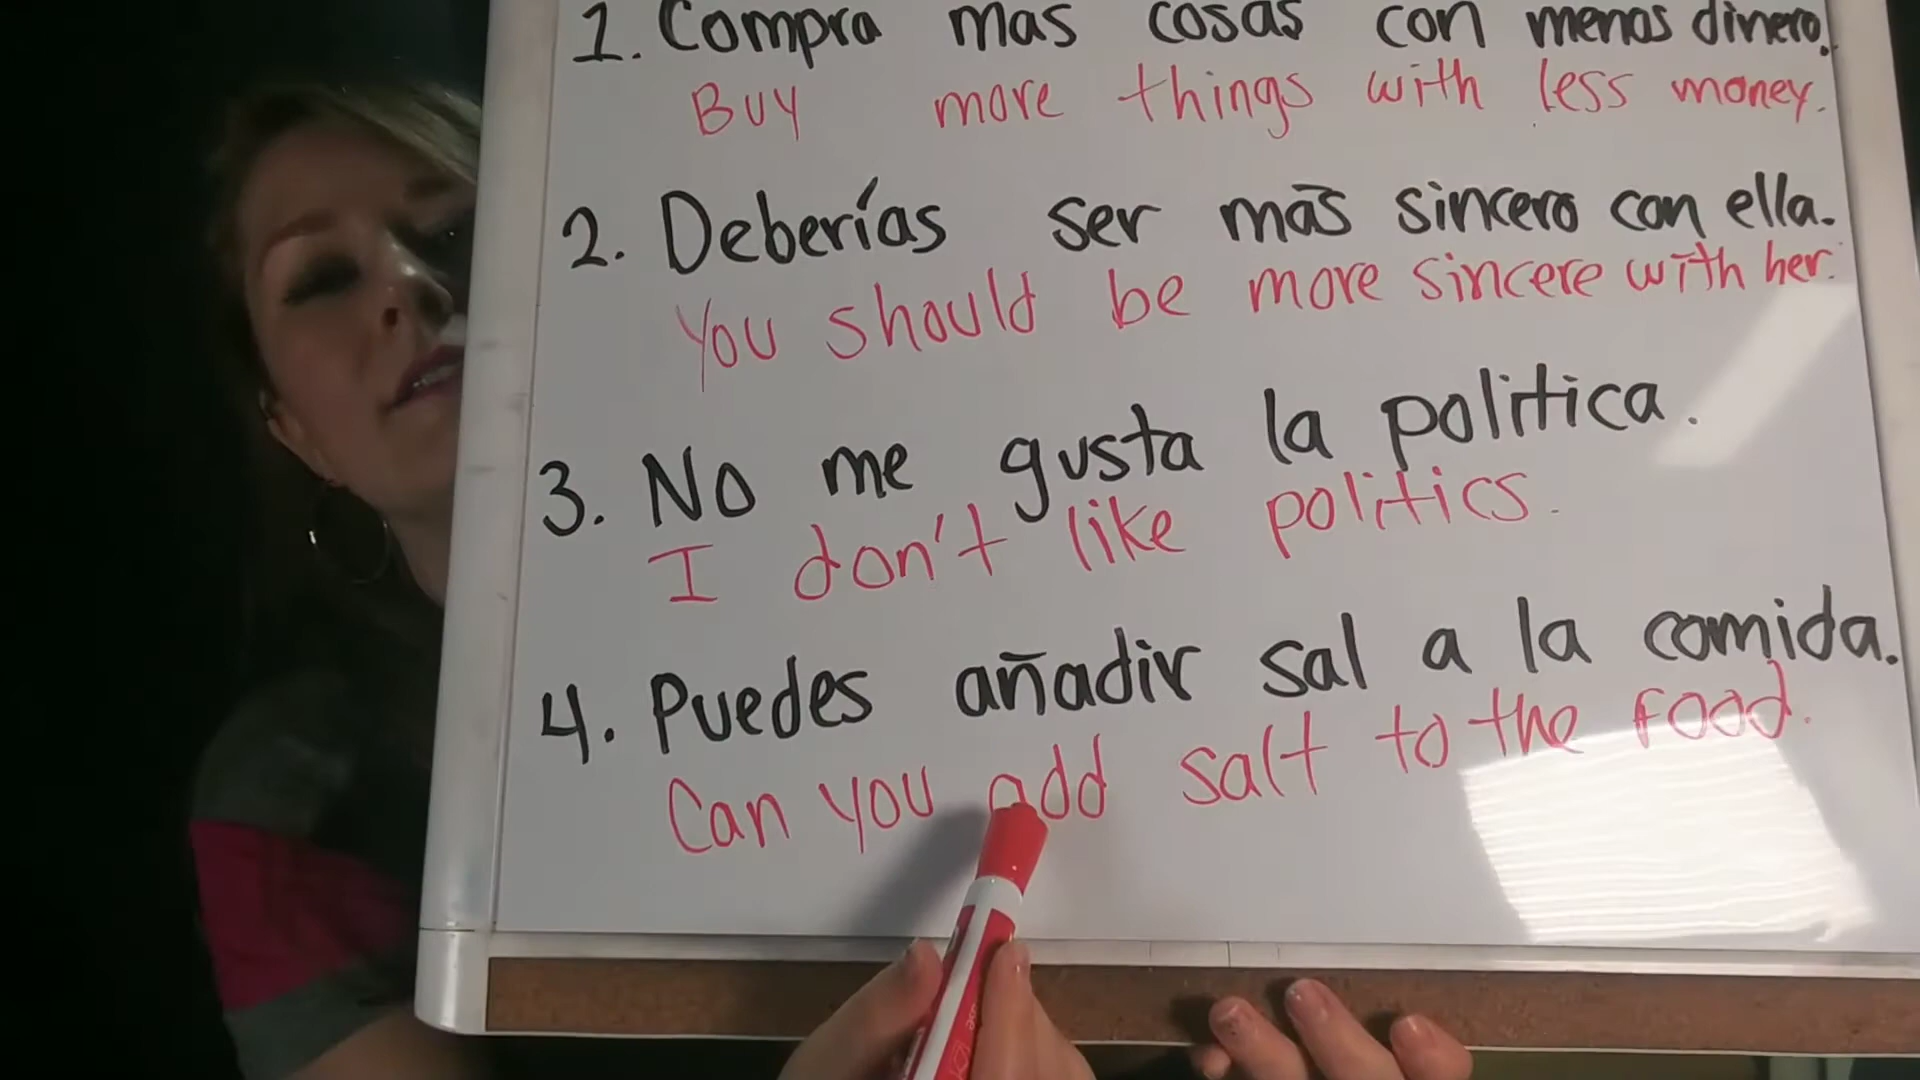 1. Compra mas cosas con menos dinero.
Buy more things with less money.
2. Deberías ser más sincero con ella.
You should be more sincere with her.
3. No me gusta la politica.
I don't like politics.
4. Puedes añadir sal a la comida.
Can you add salt to the food.